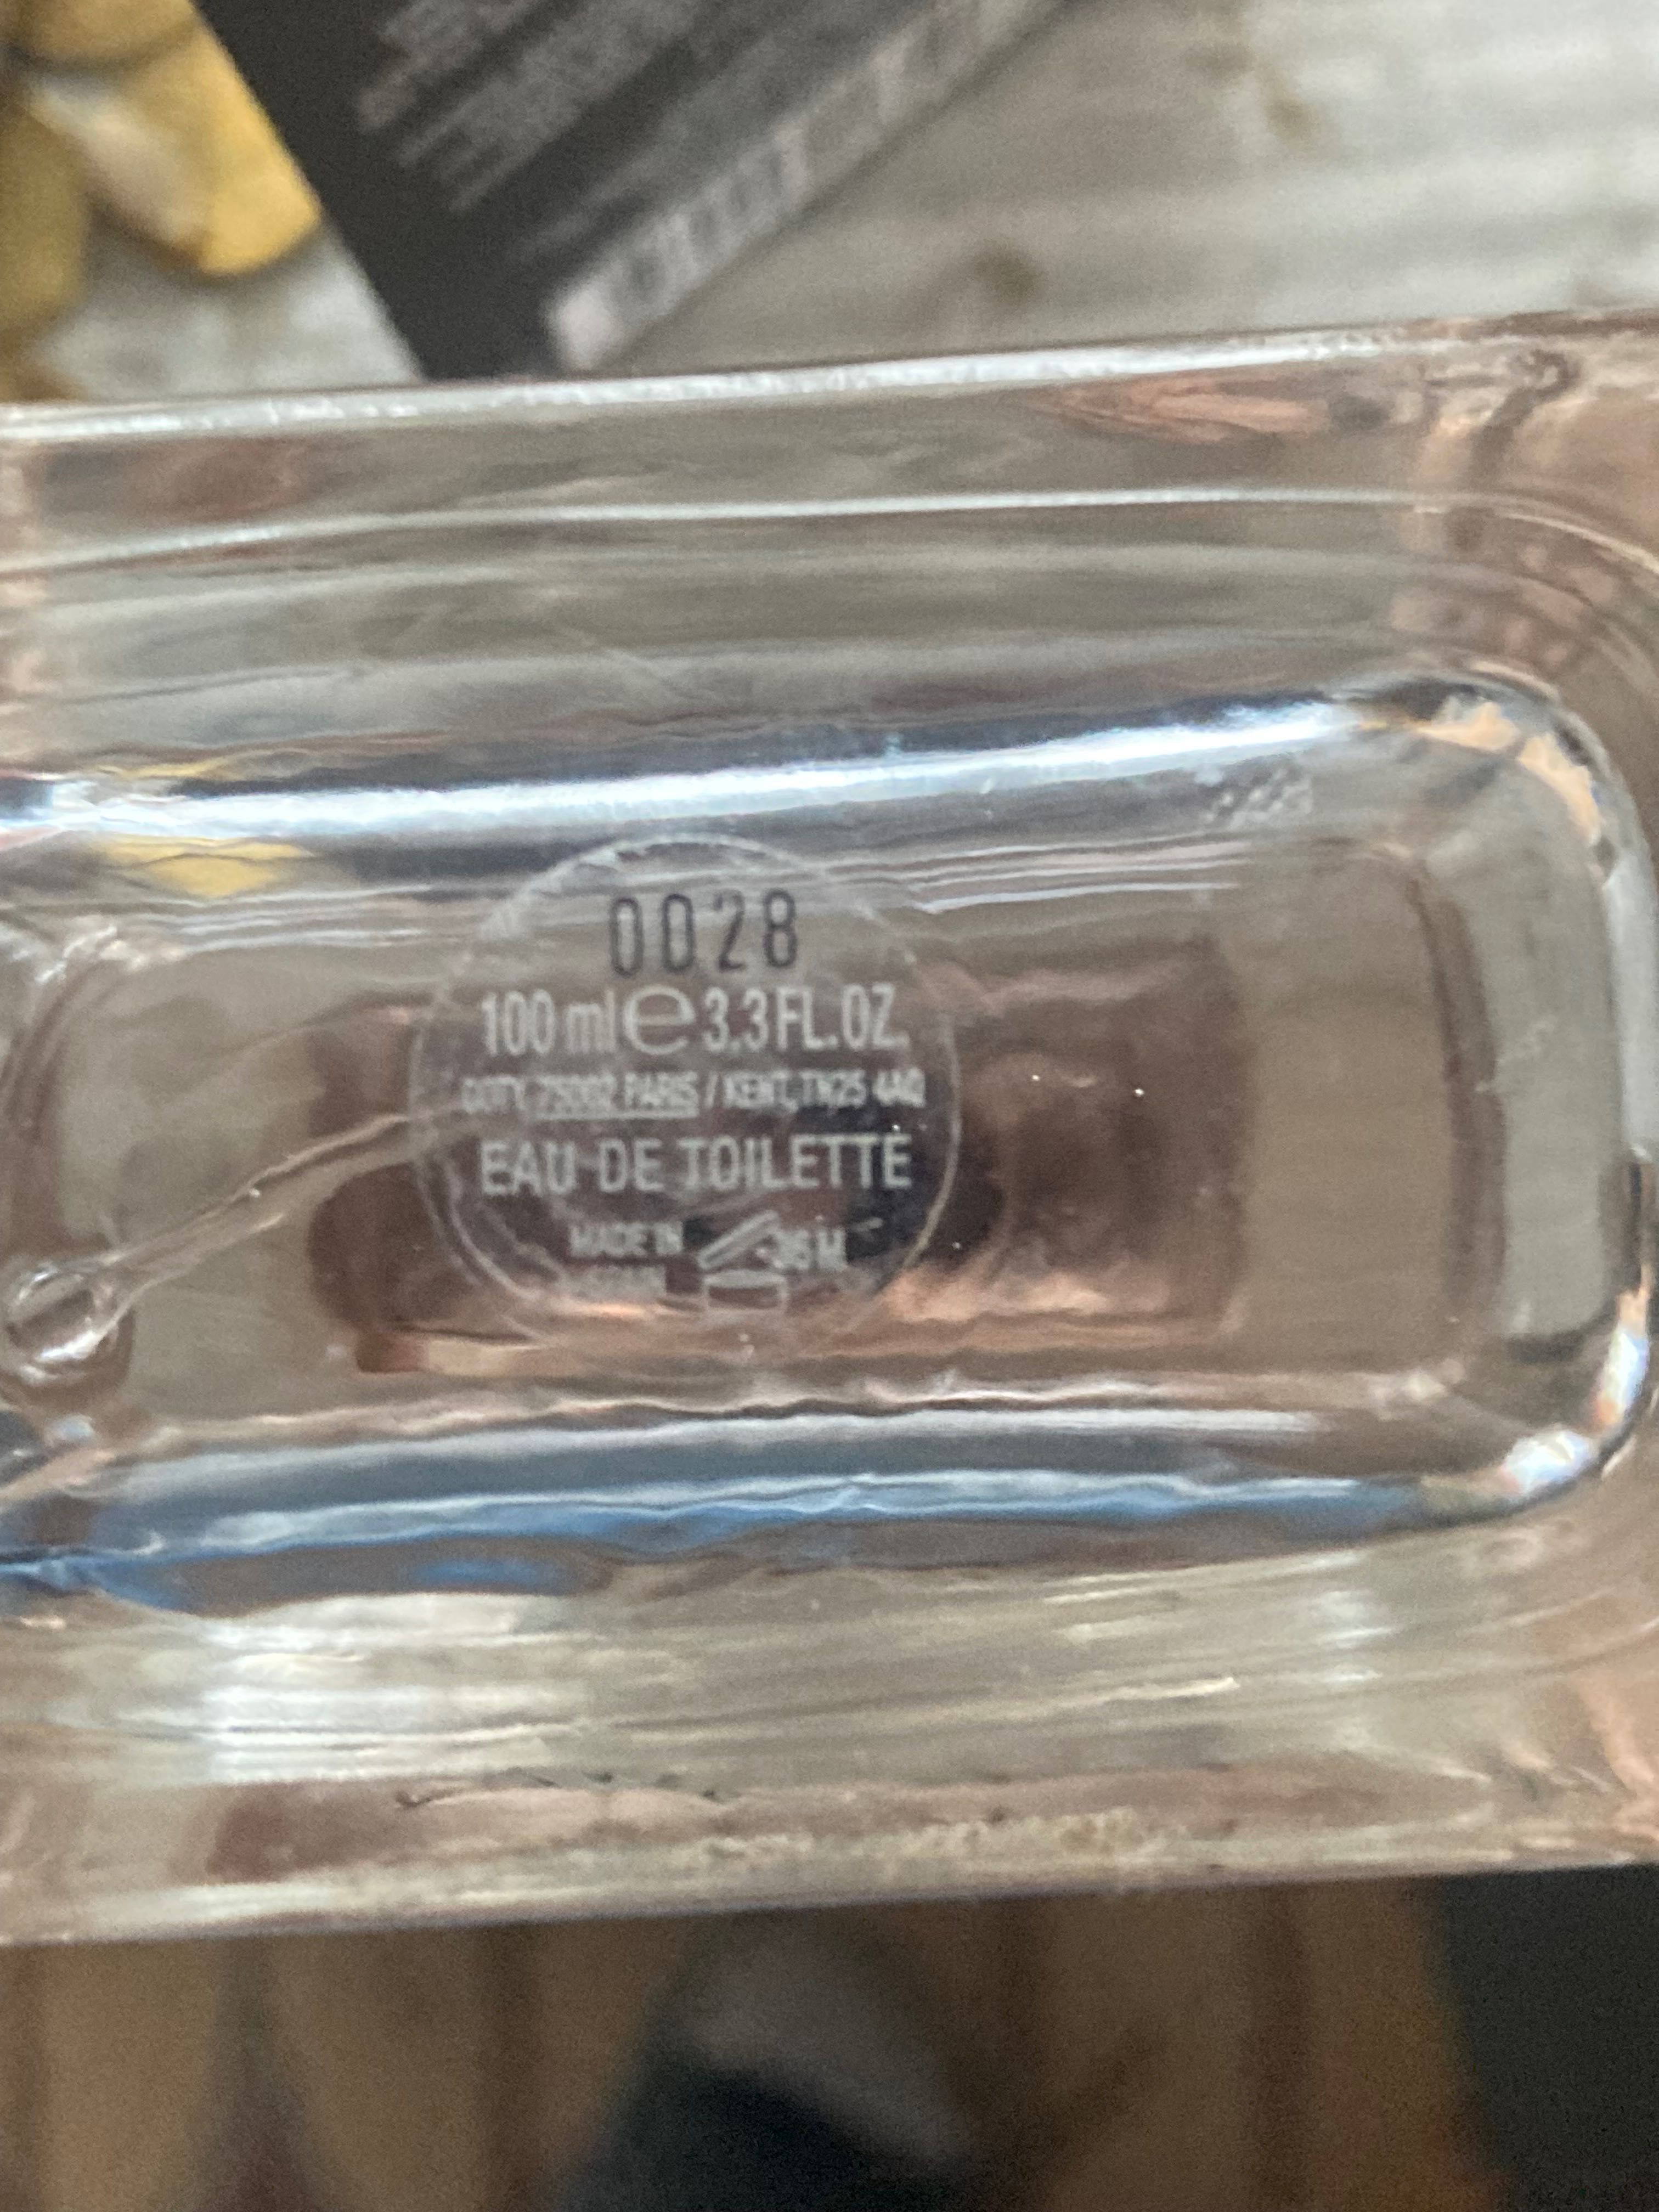 0028
100 ml e 3.3 FL.OZ.
COTY, 75002 PARIS / KENT, TN25 4AQ
EAU DE TOILETTE
MADE IN
36 M